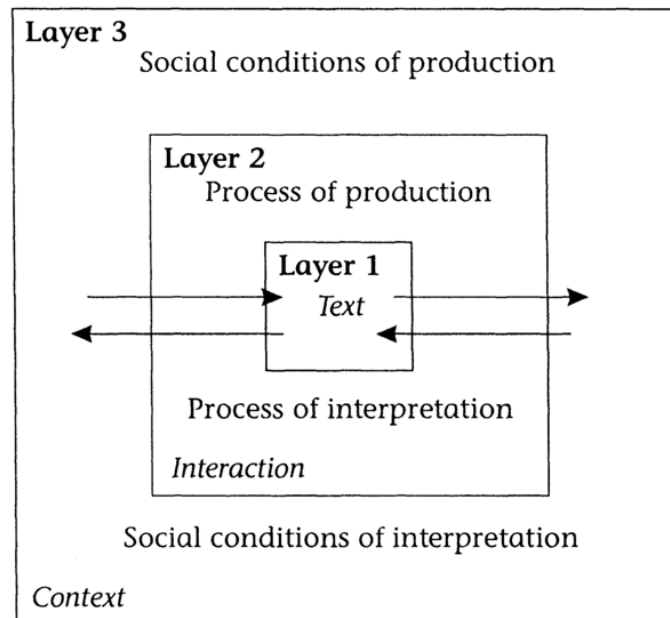 Layer 3
Social conditions of production
Layer 2
Process of production
Layer 1
Text
Process of interpretation
Interaction
Social conditions of interpretation
Context